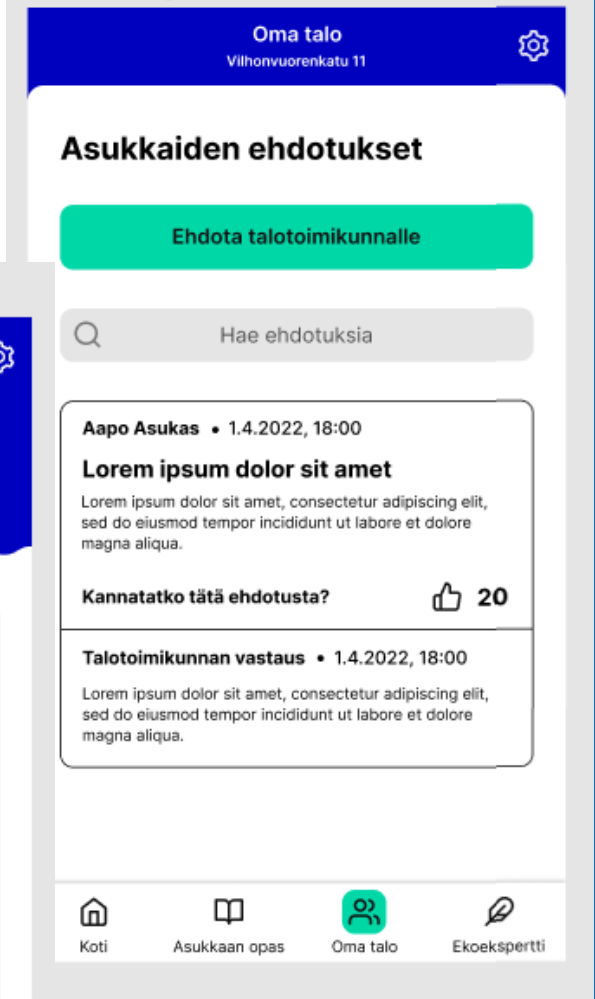 Oma talo
Vilhonvuorenkatu 11
Asukkaiden ehdotukset
Ehdota talotoimikunnalle
Hae ehdotuksia
Aapo Asukas • 1.4.2022, 18:00
Lorem ipsum dolor sit amet
Lorem ipsum dolor sit amet, consectetur adipiscing elit,
sed do eiusmod tempor incididunt ut labore et dolore
magna aliqua.
Kannatatko tätä ehdotusta? 20
Talotoimikunnan vastaus • 1.4.2022, 18:00
Lorem ipsum dolor sit amet, consectetur adipiscing elit,
sed do eiusmod tempor incididunt ut labore et dolore
magna aliqua.
Koti Asukkaan opas Oma talo Ekoekspertti